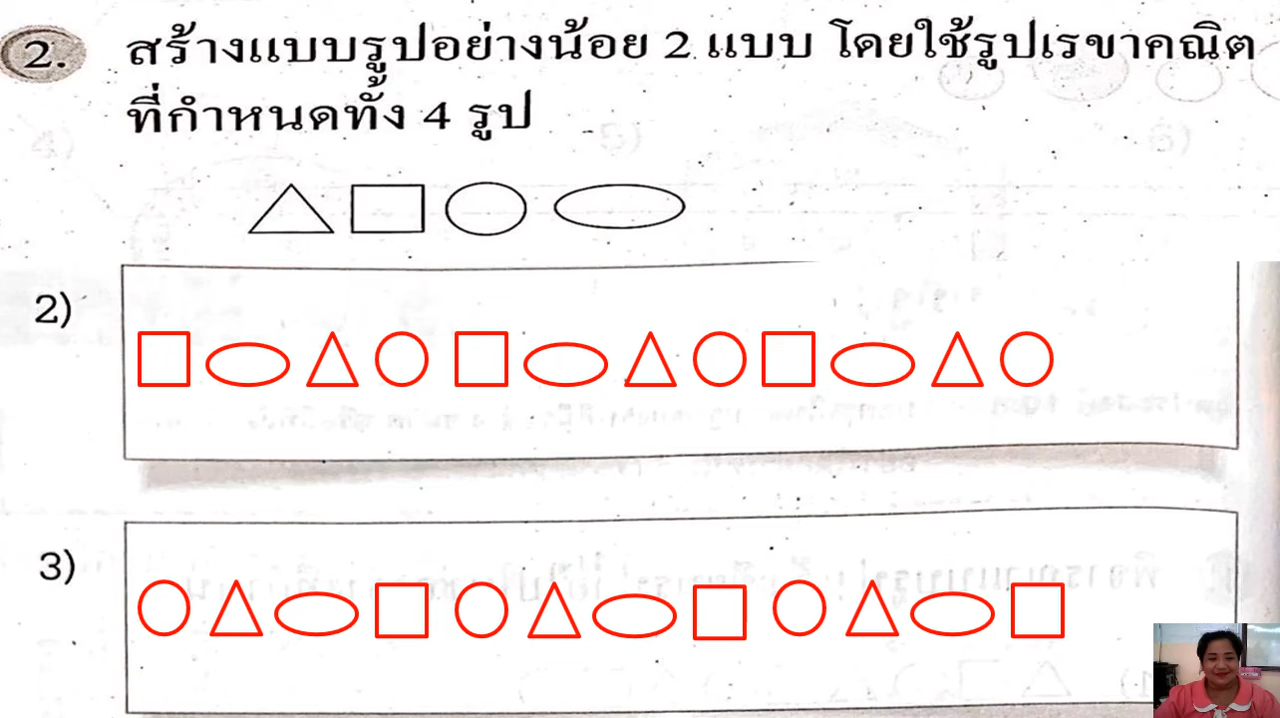 2. สร้างแบบรูปอย่างน้อย 2 แบบ โดยใช้รูปเรขาคณิต
ที่กำหนดทั้ง 4 รูป
2)
3)